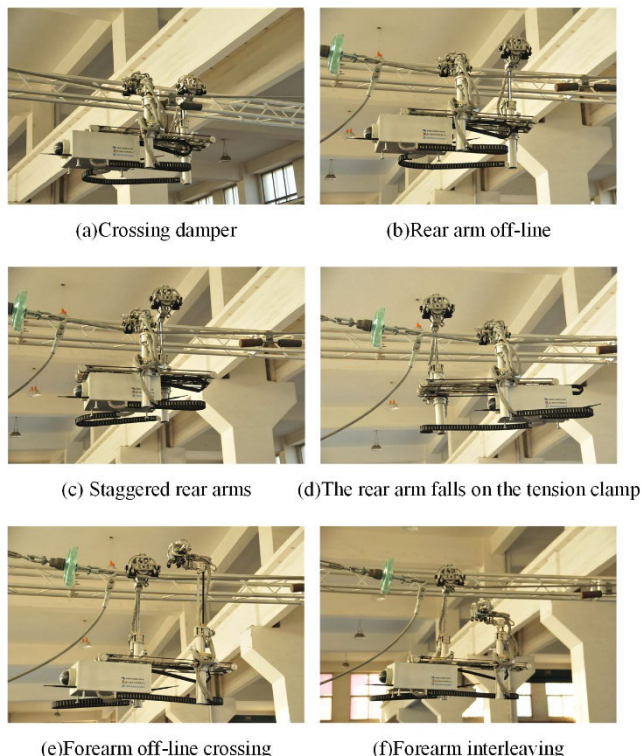 (a)Crossing damper
(b)Rear arm off-line
(c) Staggered rear arms
(d)The rear arm falls on the tension clamp
(e)Forearm off-line crossing
(f)Forearm interleaving